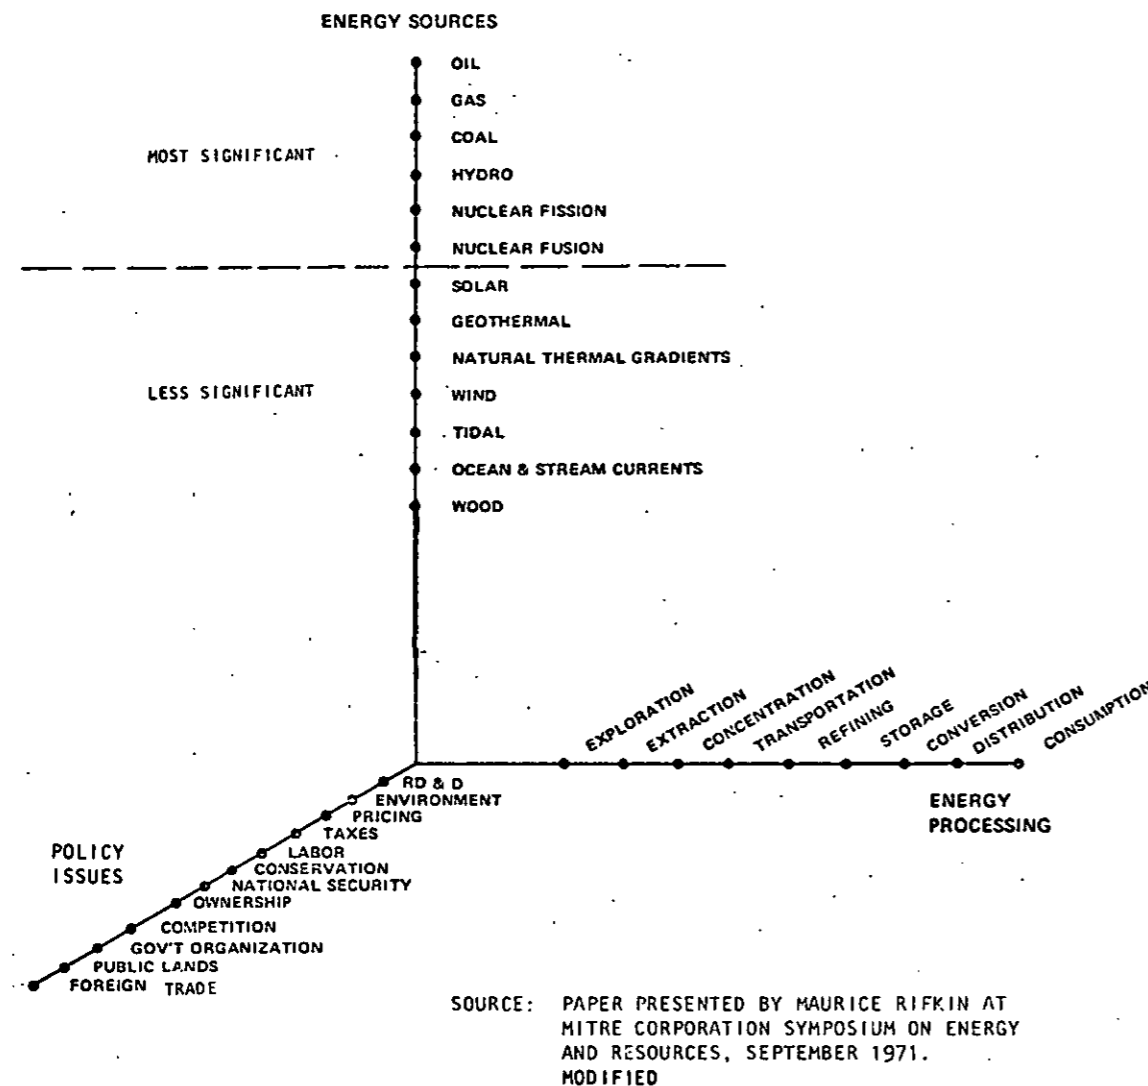 ENERGY SOURCES
OIL
GAS
COAL
MOST SIGNIFICANT
HYDRO
NUCLEAR FISSION
NUCLEAR FUSION
SOLAR
GEOTHERMAL
NATURAL THERMAL GRADIENTS
LESS SIGNIFICANT
WIND
TIDAL
OCEAN & STREAM CURRENTS
WOOD
EXPLORATION
EXTRACTION
CONCENTRATION
TRANSPORTATION
REFINING
STORAGE
CONVERSION
DISTRIBUTION
CONSUMPTION
ENERGY
PROCESSING
RD & D
ENVIRONMENT
PRICING
TAXES
LABOR
CONSERVATION
NATIONAL SECURITY
OWNERSHIP
COMPETITION
GOV'T ORGANIZATION
PUBLIC LANDS
FOREIGN TRADE
POLICY
ISSUES
SOURCE: PAPER PRESENTED BY MAURICE RIFKIN AT
MITRE CORPORATION SYMPOSIUM ON ENERGY
AND RESOURCES, SEPTEMBER 1971.
MODIFIED